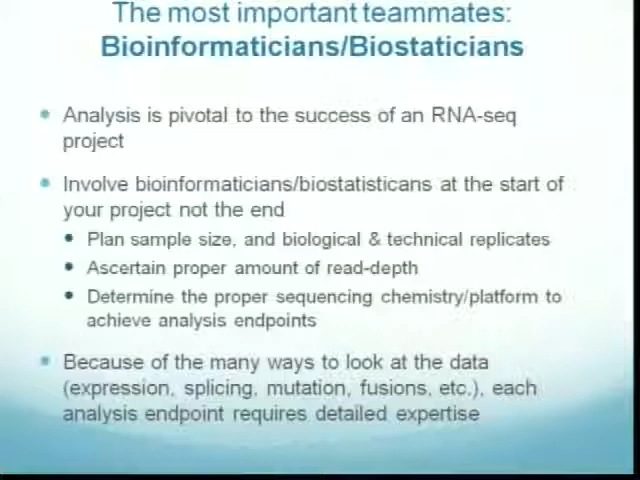 The most important teammates:
Bioinformaticians/Biostaticians
• Analysis is pivotal to the success of an RNA-seq
project
• Involve bioinformaticians/biostatisticans at the start of
your project not the end
• Plan sample size, and biological & technical replicates
• Ascertain proper amount of read-depth
• Determine the proper sequencing chemistry/platform to
achieve analysis endpoints
• Because of the many ways to look at the data
(expression, splicing, mutation, fusions, etc.), each
analysis endpoint requires detailed expertise